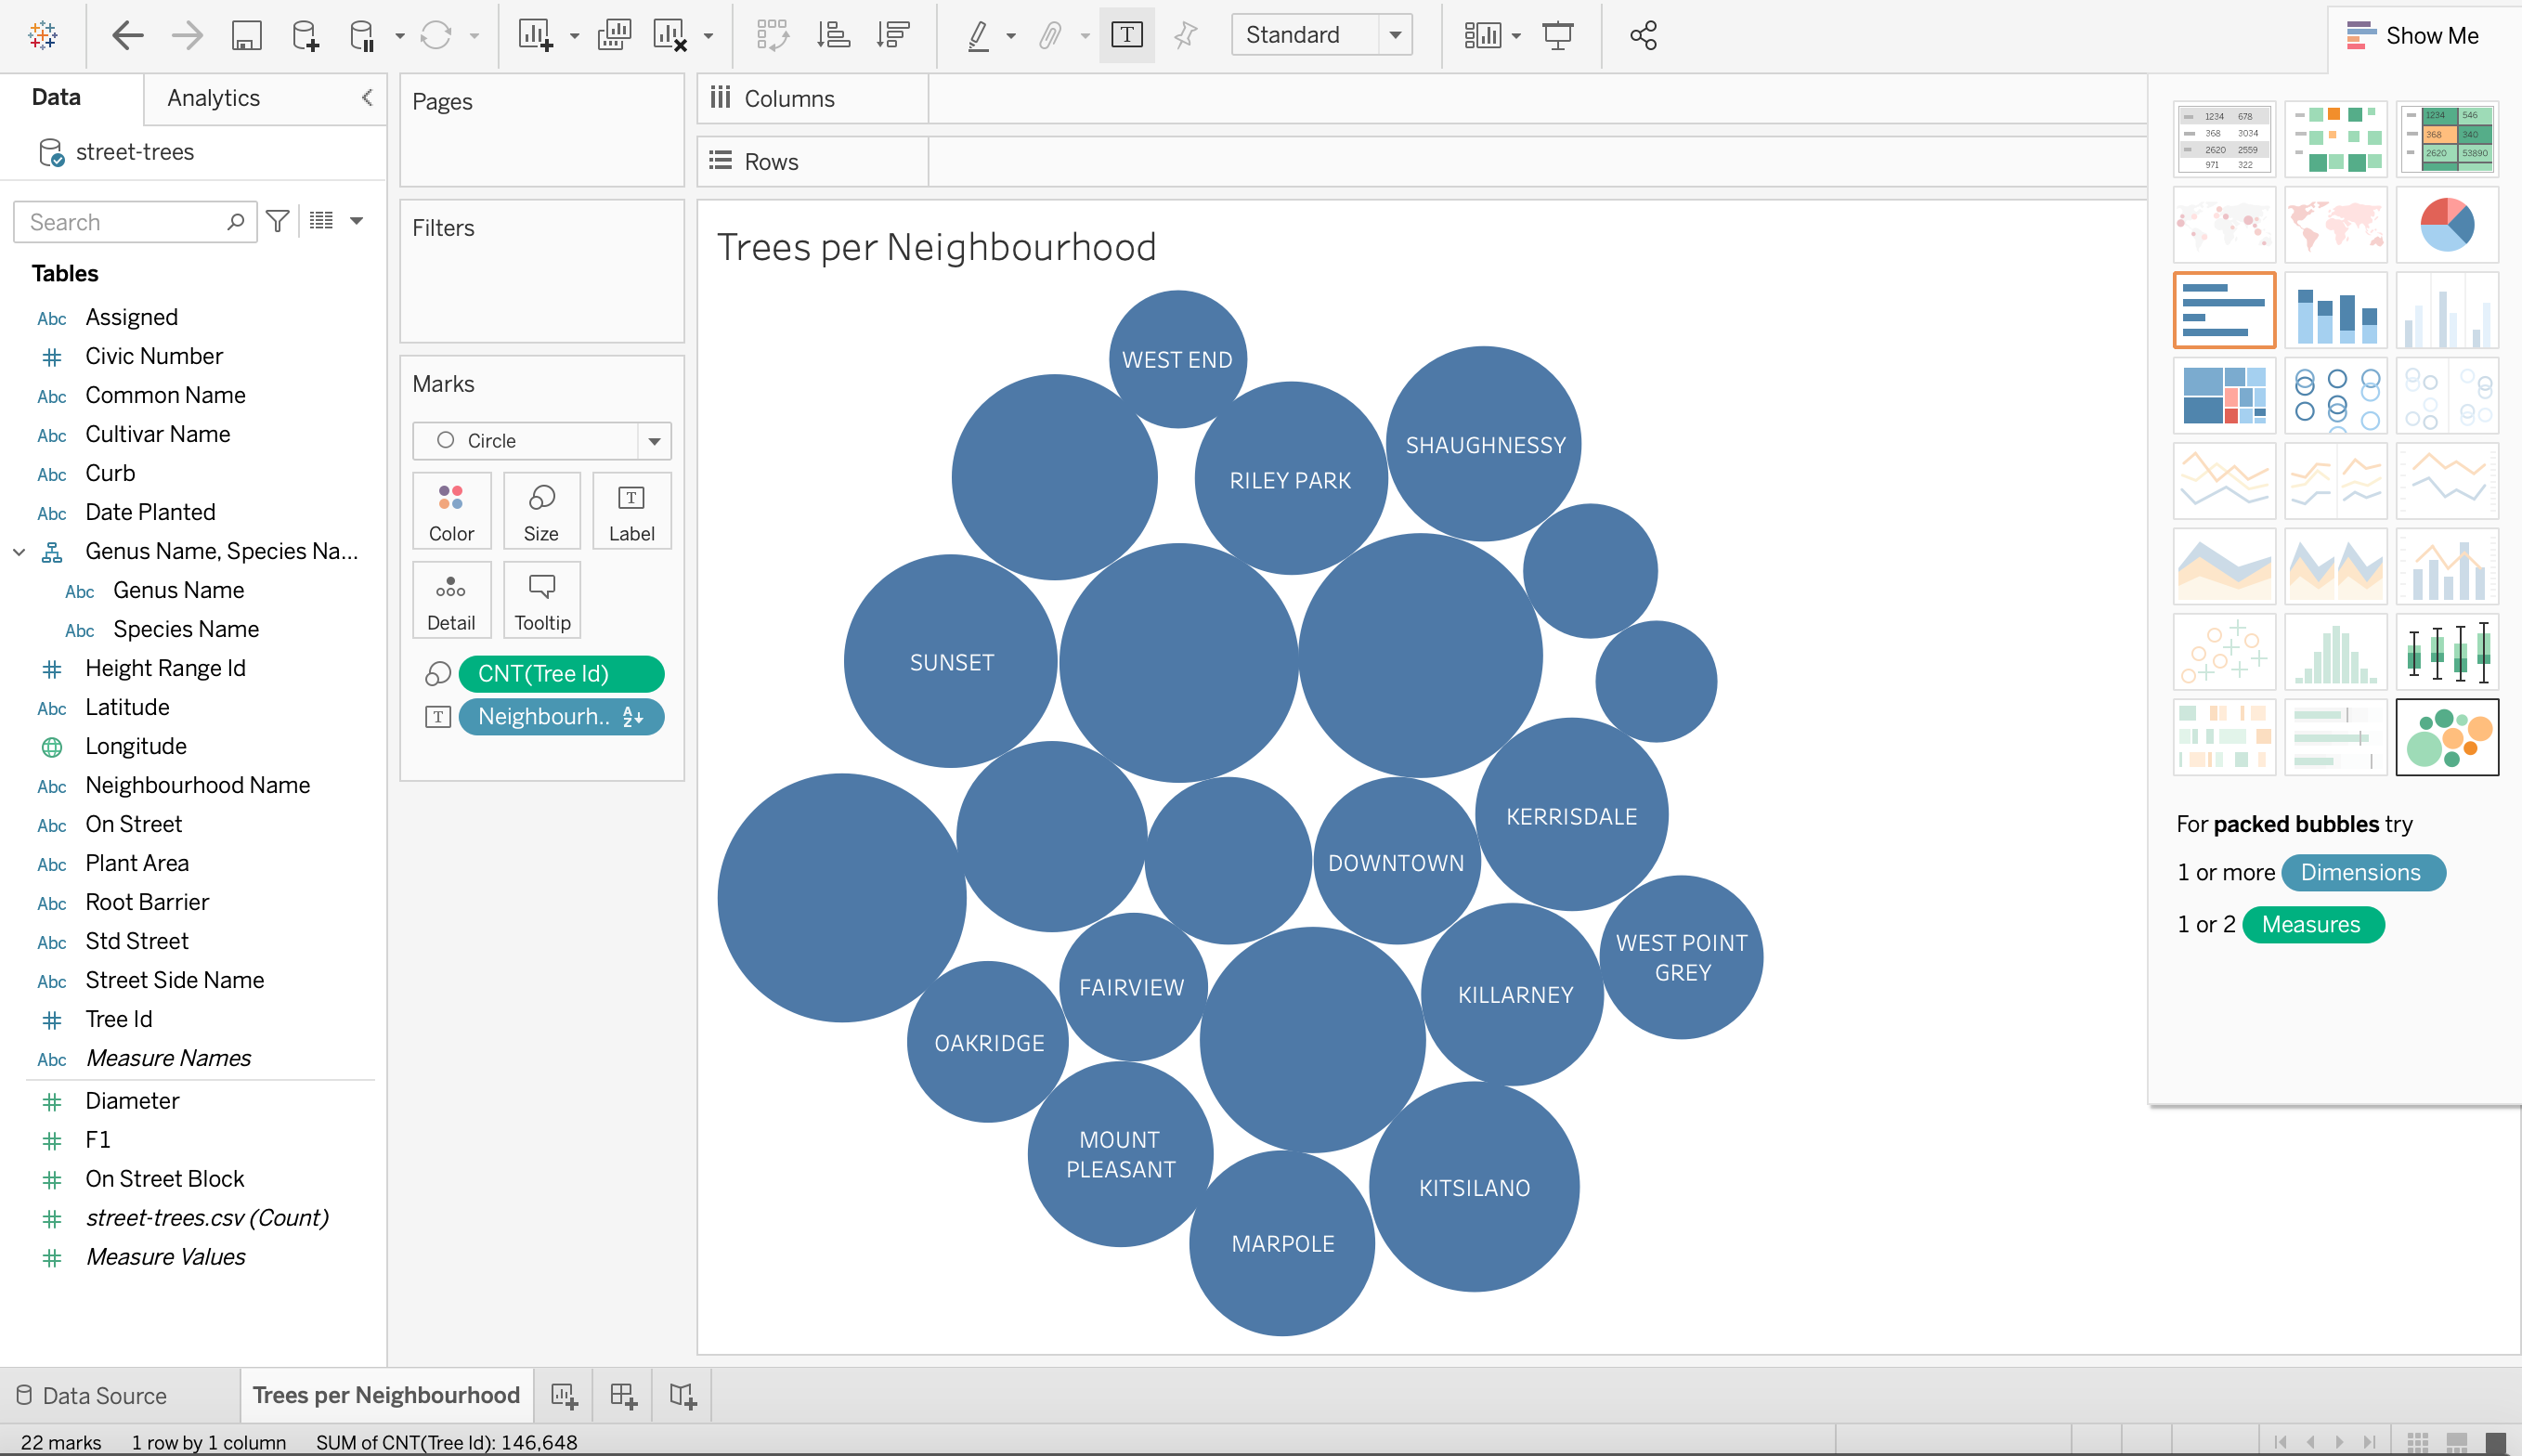 Standard
Show Me
Data
Analytics
street-trees
Search
Tables
Abc Assigned
Civic Number
Abc Common Name
Abc Cultivar Name
Abc Curb
Abc Date Planted
Genus Name, Species Na...
Abc Genus Name
Abc Species Name
Height Range Id
Abc Latitude
Longitude
Abc Neighbourhood Name
Abc On Street
Abc Plant Area
Abc Root Barrier
Abc Std Street
Abc Street Side Name
Tree Id
Abc Measure Names
Diameter
F1
On Street Block
street-trees.csv (Count)
Measure Values
Pages
Filters
Marks
Circle
Color Size Label
Detail Tooltip
CNT(Tree Id)
Neighbourh..
Columns
Rows
Trees per Neighbourhood
WEST END
SHAUGHNESSY
RILEY PARK
SUNSET
KERRISDALE
DOWNTOWN
WEST POINT
GREY
FAIRVIEW
KILLARNEY
OAKRIDGE
MOUNT
PLEASANT
KITSILANO
MARPOLE
1234 678
368 3034
2620 2559
971 322
1234 546
368 340
2620 53890
For packed bubbles try
1 or more Dimensions
1 or 2 Measures
Data Source
Trees per Neighbourhood
22 marks 1 row by 1 column SUM of CNT(Tree Id): 146,648